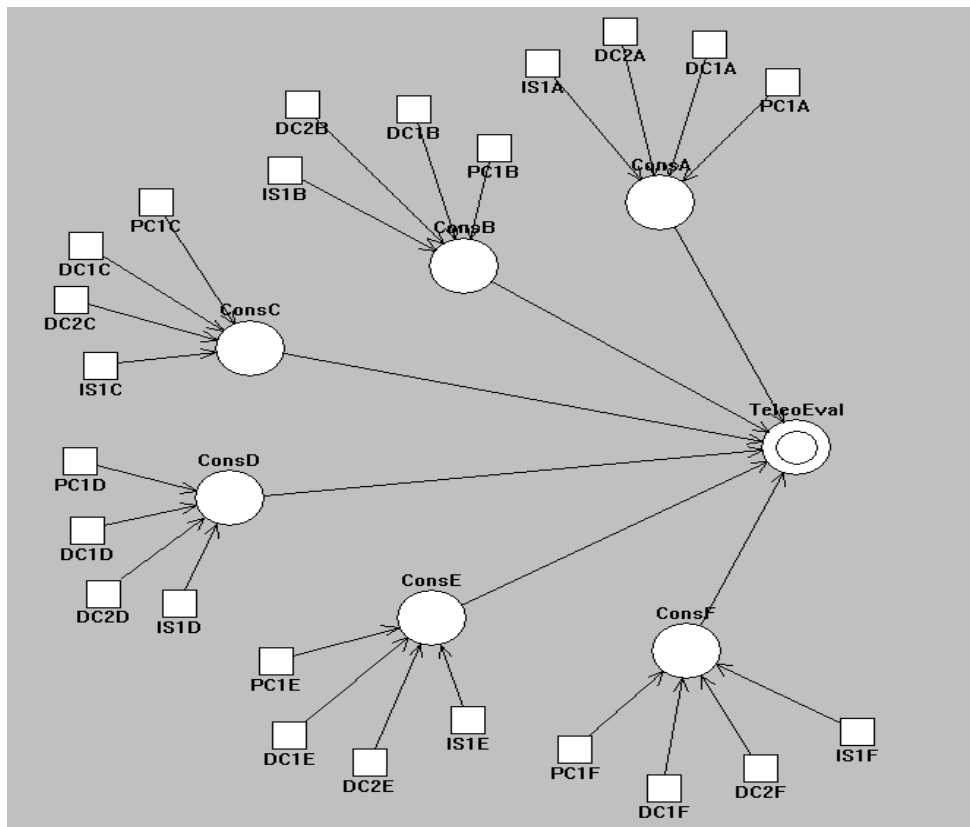 DC2A
DC1A
IS1A
PC1A
DC2B
DC1B
PC1B
IS1B
ConsA
PC1C
ConsB
DC1C
ConsC
DC2C
IS1C
TeleoEval
ConsD
PC1D
DC1D
DC2D
IS1D
ConsE
ConsF
PC1E
IS1E
DC1E
DC2E
IS1F
PC1F
DC2F
DC1F